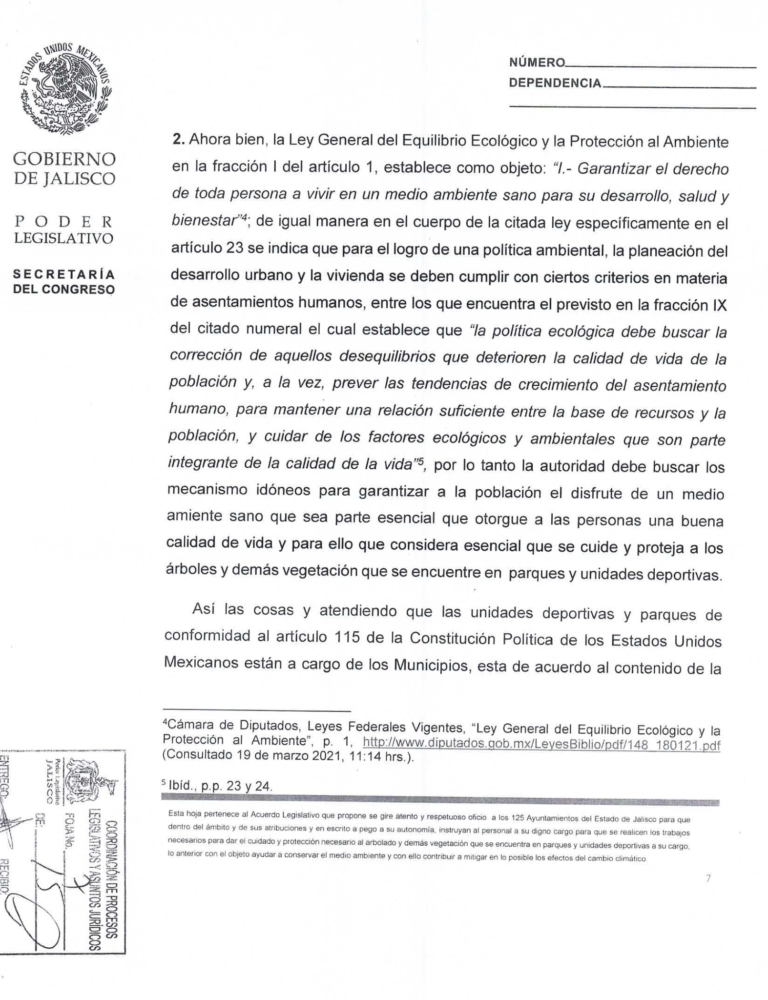 ESTADOS UNIDOS MEXICANOS
GOBIERNO
DE JALISCO
PODER
LEGISLATIVO
SECRETARÍA
DEL CONGRESO
NÚMERO
DEPENDENCIA
2. Ahora bien, la Ley General del Equilibrio Ecológico y la Protección al Ambiente
en la fracción I del artículo 1, establece como objeto: “I.- Garantizar el derecho
de toda persona a vivir en un medio ambiente sano para su desarrollo, salud y
bienestar”4; de igual manera en el cuerpo de la citada ley específicamente en el
artículo 23 se indica que para el logro de una política ambiental, la planeación del
desarrollo urbano y la vivienda se deben cumplir con ciertos criterios en materia
de asentamientos humanos, entre los que encuentra el previsto en la fracción IX
del citado numeral el cual establece que “la política ecológica debe buscar la
corrección de aquellos desequilibrios que deterioren la calidad de vida de la
población y, a la vez, prever las tendencias de crecimiento del asentamiento
humano, para mantener una relación suficiente entre la base de recursos y la
población, y cuidar de los factores ecológicos y ambientales que son parte
integrante de la calidad de la vida”5, por lo tanto la autoridad debe buscar los
mecanismo idóneos para garantizar a la población el disfrute de un medio
amiente sano que sea parte esencial que otorgue a las personas una buena
calidad de vida y para ello que considera esencial que se cuide y proteja a los
árboles y demás vegetación que se encuentre en parques y unidades deportivas.
Así las cosas y atendiendo que las unidades deportivas y parques de
conformidad al artículo 115 de la Constitución Política de los Estados Unidos
Mexicanos están a cargo de los Municipios, esta de acuerdo al contenido de la
4Cámara de Diputados, Leyes Federales Vigentes, “Ley General del Equilibrio Ecológico y la
Protección al Ambiente”, p. 1, http://www.diputados.gob.mx/LeyesBiblio/pdf/148_180121.pdf
(Consultado 19 de marzo 2021, 11:14 hrs.).
5 Ibíd., p.p. 23 y 24.
Esta hoja pertenece al Acuerdo Legislativo que propone se gire atento y respetuoso oficio a los 125 Ayuntamientos del Estado de Jalisco para que
dentro del ámbito y de sus atribuciones y en escrito a pego a su autonomía, instruyan al personal a su digno cargo para que se realicen los trabajos
necesarios para dar el cuidado y protección necesario al arbolado y demás vegetación que se encuentra en parques y unidades deportivas a su cargo,
lo anterior con el objeto ayudar a conservar el medio ambiente y con ello contribuir a mitigar en lo posible los efectos del cambio climático.
7
Poder Legislativo
JALISCO
COORDINACIÓN DE PROCESOS
LEGISLATIVOS Y ASUNTOS JURÍDICOS
FOJA No. 7
DE: 15
ENTREGO:
RECIBIO: